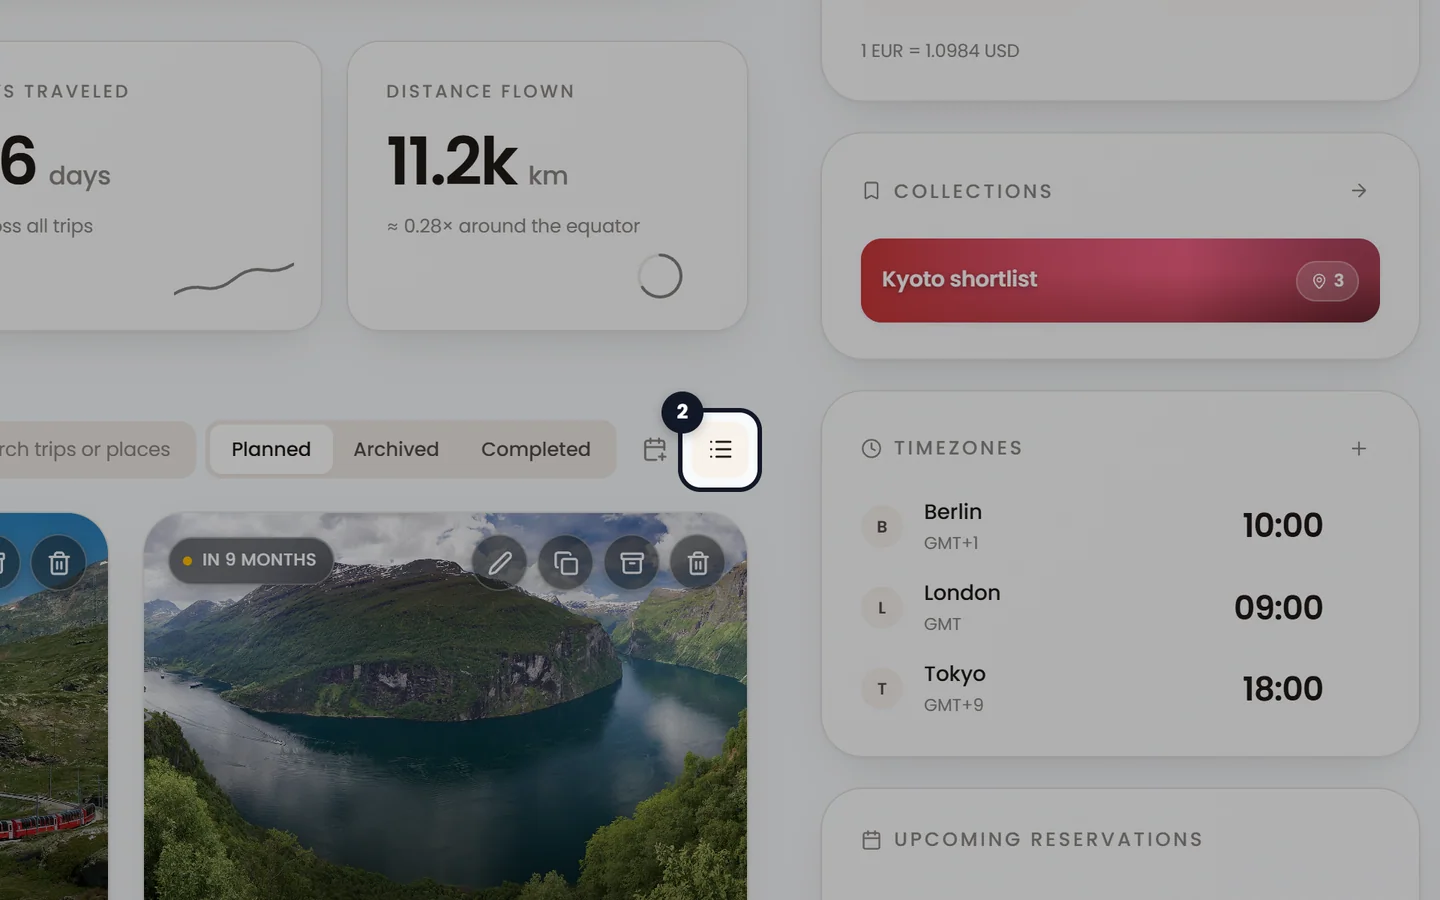 S TRAVELED
6 days
ss all trips
DISTANCE FLOWN
11.2k km
≈ 0.28× around the equator
rch trips or places
Planned
Archived
Completed
2
IN 9 MONTHS
1 EUR = 1.0984 USD
COLLECTIONS
Kyoto shortlist
3
TIMEZONES
B
Berlin
GMT+1
10:00
L
London
GMT
09:00
T
Tokyo
GMT+9
18:00
UPCOMING RESERVATIONS